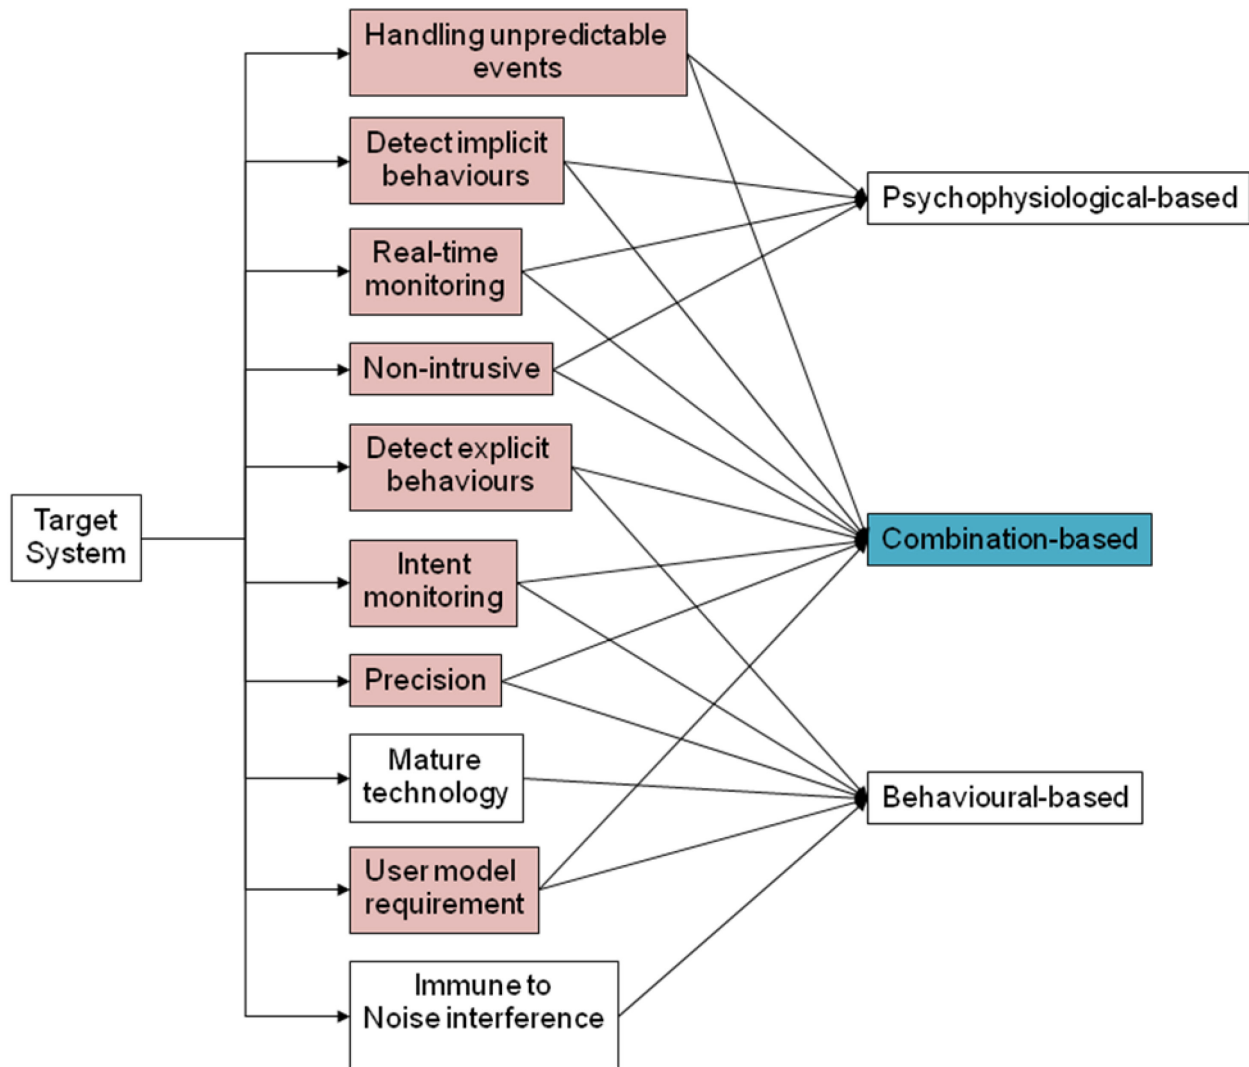 Handling unpredictable
events
Detect implicit
behaviours
Psychophysiological-based
Real-time
monitoring
Non-intrusive
Detect explicit
behaviours
Target
System
Combination-based
Intent
monitoring
Precision
Mature
technology
Behavioural-based
User model
requirement
Immune to
Noise interference